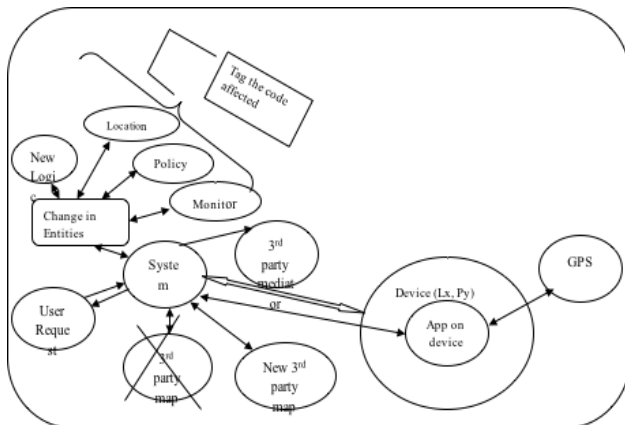 Tag the code
affected
Location
New
Logi
c
Policy
Monitor
Change in
Entities
3rd
party
mediat
or
Syste
m
GPS
Device (Lx, Py)
App on
device
User
Reque
st
3rd
party
map
New 3rd
party
map